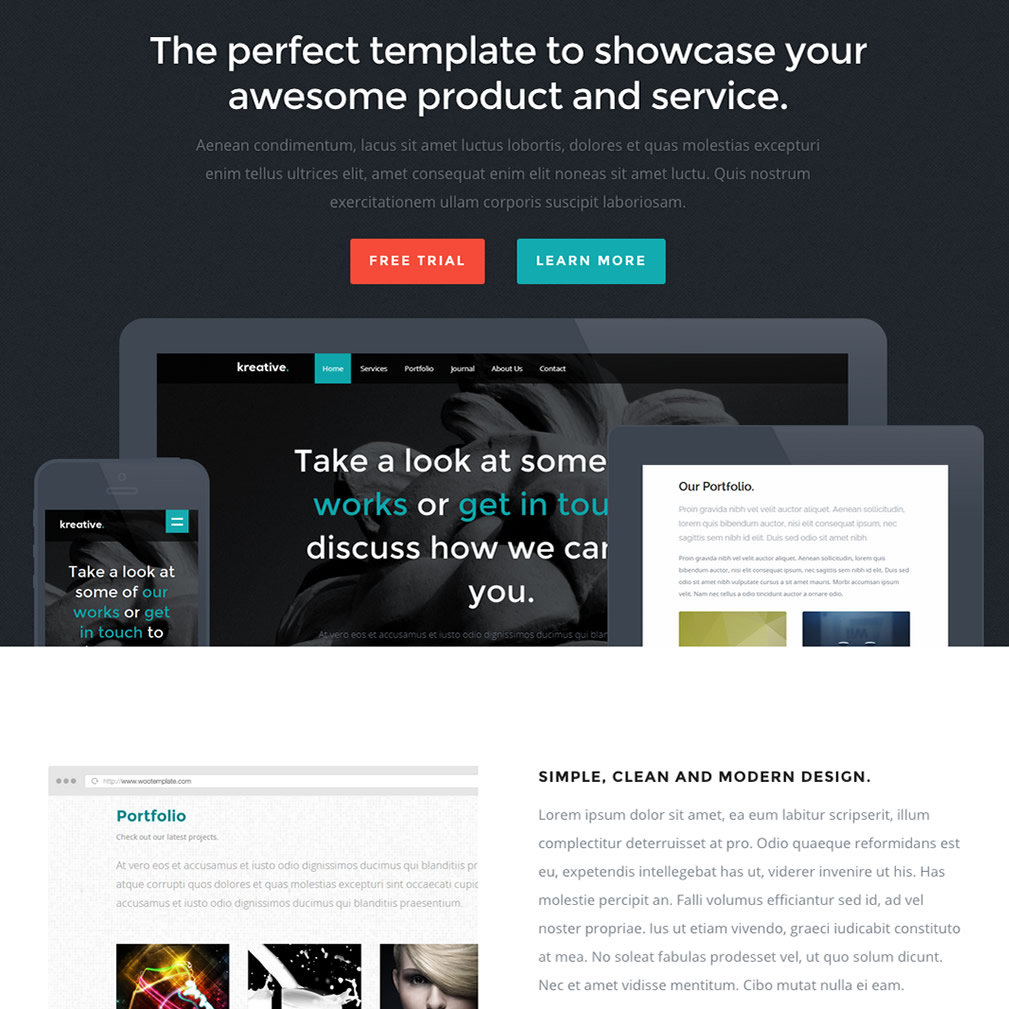 The perfect template to showcase your
awesome product and service.
Aenean condimentum, lacus sit amet luctus lobortis, dolores et quas molestias excepturi
enim tellus ultrices elit, amet consequat enim elit noneas sit amet luctu. Quis nostrum
exercitationem ullam corporis suscipit laboriosam.
FREE TRIAL
LEARN MORE
kreative.
Home Services Portfolio Journal About Us Contact
Take a look at some
works or get in tou
discuss how we can
you.
At vero eos et accusamus et iusto odio dignissimos ducimus qui blan
kreative.
Take a look at
some of our
works or get
in touch to
Our Portfolio.
Proin gravida nibh vel velit auctor aliquet. Aenean sollicitudin,
lorem quis bibendum auctor, nisi elit consequat ipsum, nec
sagittis sem nibh id elit. Duis sed odio sit amet nibh.
Proin gravida nibh vel velit auctor aliquet. Aenean sollicitudin, lorem quis
bibendum auctor, nisi elit consequat ipsum, nec sagittis sem nibh id elit. Duis sed
odio sit amet nibh vulputate cursus a sit amet mauris. Morbi accumsan ipsum
velit. Nam nec tellus a odio tincidunt auctor a ornare odio.
http://www.wootemplate.com
Portfolio
Check out our latest projects.
At vero eos et accusamus et iusto odio dignissimos ducimus qui blanditiis pr
atque corrupti quos dolores et quas molestias excepturi sint occaecati cupid
accusamus et iusto odio dignissimos ducimus qui blanditiis praesentium.
SIMPLE, CLEAN AND MODERN DESIGN.
Lorem ipsum dolor sit amet, ea eum labitur scripserit, illum
complectitur deterruisset at pro. Odio quaeque reformidans est
eu, expetendis intellegebat has ut, viderer invenire ut his. Has
molestie percipit an. Falli volumus efficiantur sed id, ad vel
noster propriae. Ius ut etiam vivendo, graeci iudicabit constituto
at mea. No soleat fabulas prodesset vel, ut quo solum dicunt.
Nec et amet vidisse mentitum. Cibo mutat nulla ei eam.